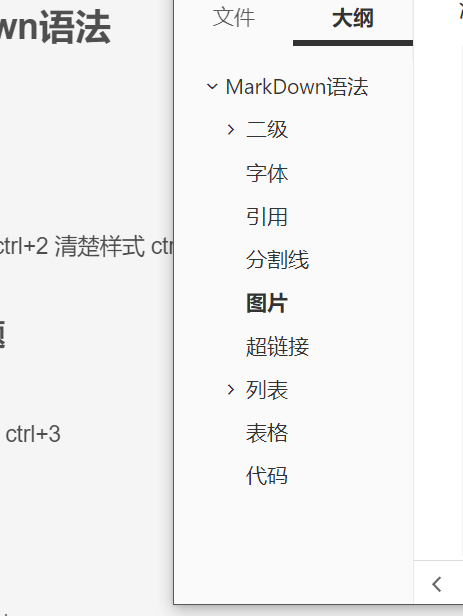 wn语法
ctrl+2 清楚样式
ctrl+3
文件
大纲
MarkDown语法
二级
字体
引用
分割线
图片
超链接
列表
表格
代码